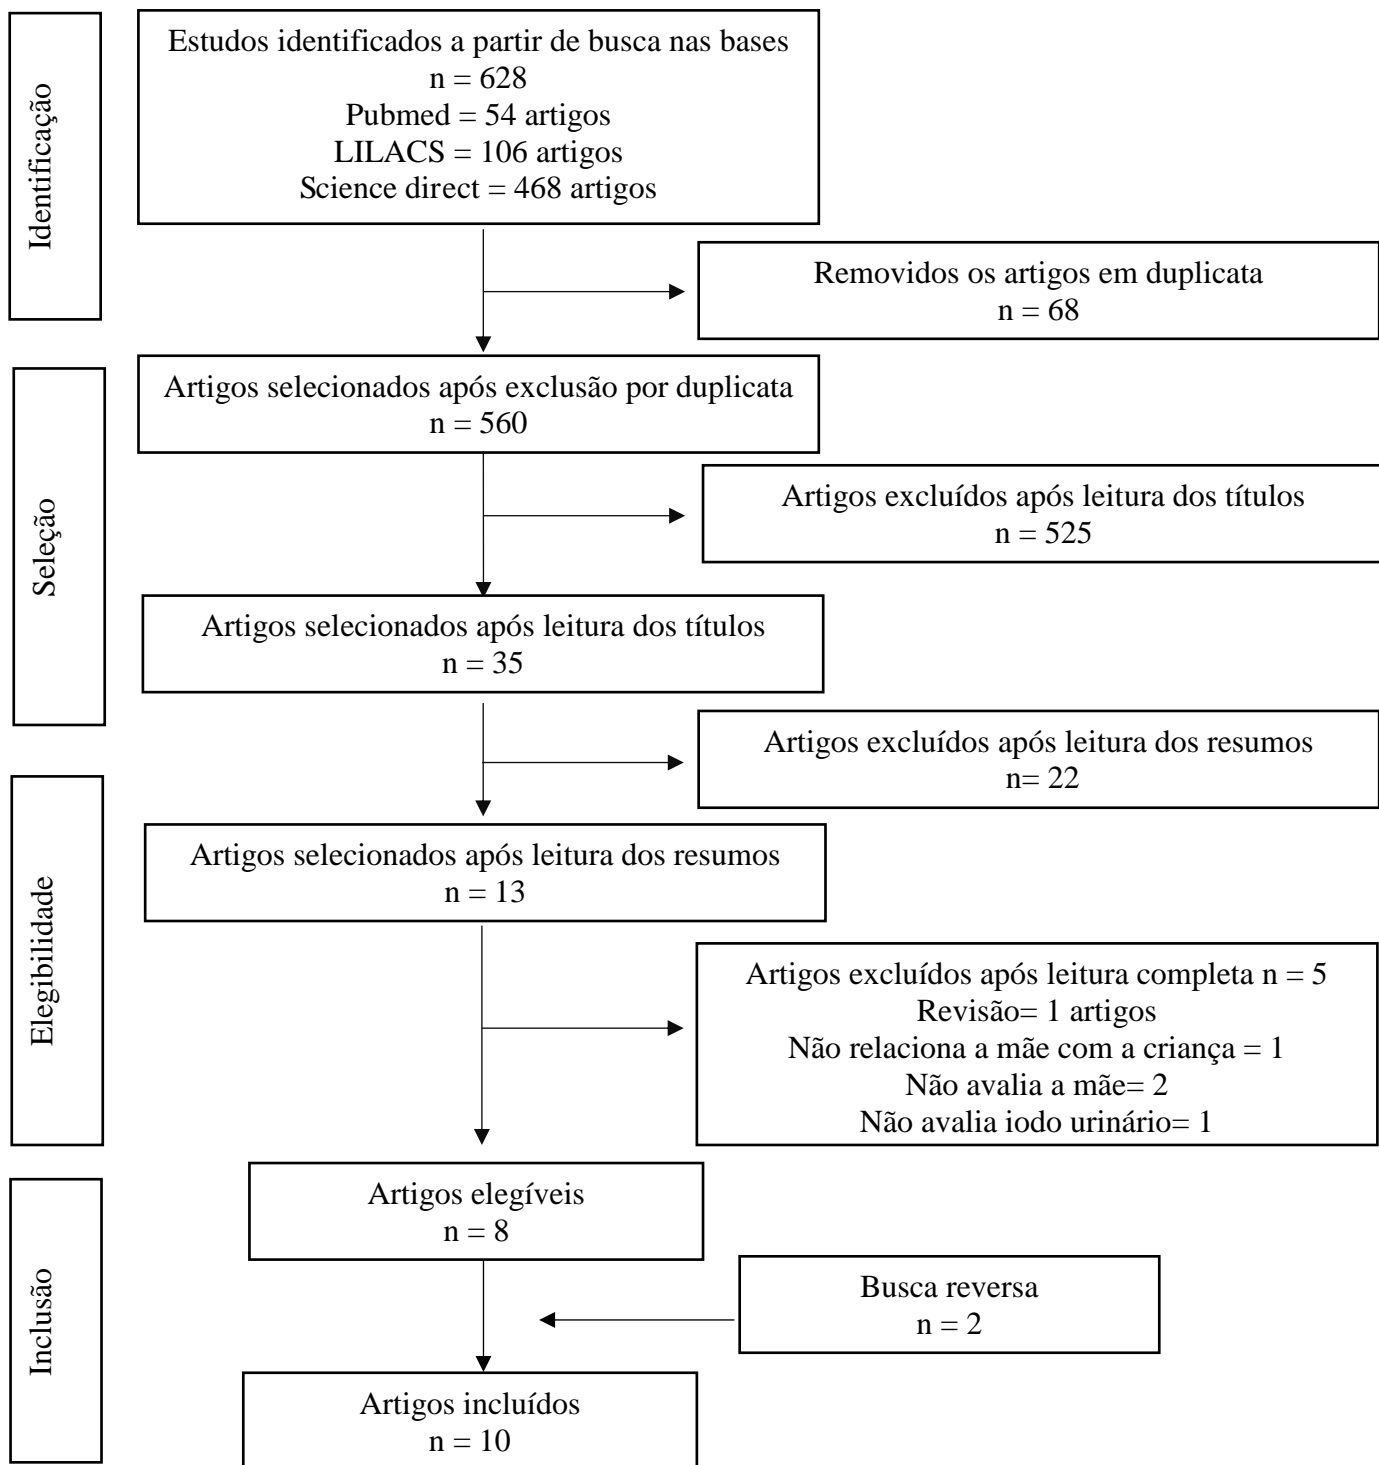 Identificação
Estudos identificados a partir de busca nas bases
n = 628
Pubmed = 54 artigos
LILACS = 106 artigos
Science direct = 468 artigos
Removidos os artigos em duplicata
n = 68
Seleção
Artigos selecionados após exclusão por duplicata
n = 560
Artigos excluídos após leitura dos títulos
n = 525
Artigos selecionados após leitura dos títulos
n = 35
Artigos excluídos após leitura dos resumos
n= 22
Elegibilidade
Artigos selecionados após leitura dos resumos
n = 13
Artigos excluídos após leitura completa n = 5
Revisão= 1 artigos
Não relaciona a mãe com a criança = 1
Não avalia a mãe= 2
Não avalia iodo urinário= 1
Artigos elegíveis
n = 8
Inclusão
Busca reversa
n = 2
Artigos incluídos
n = 10